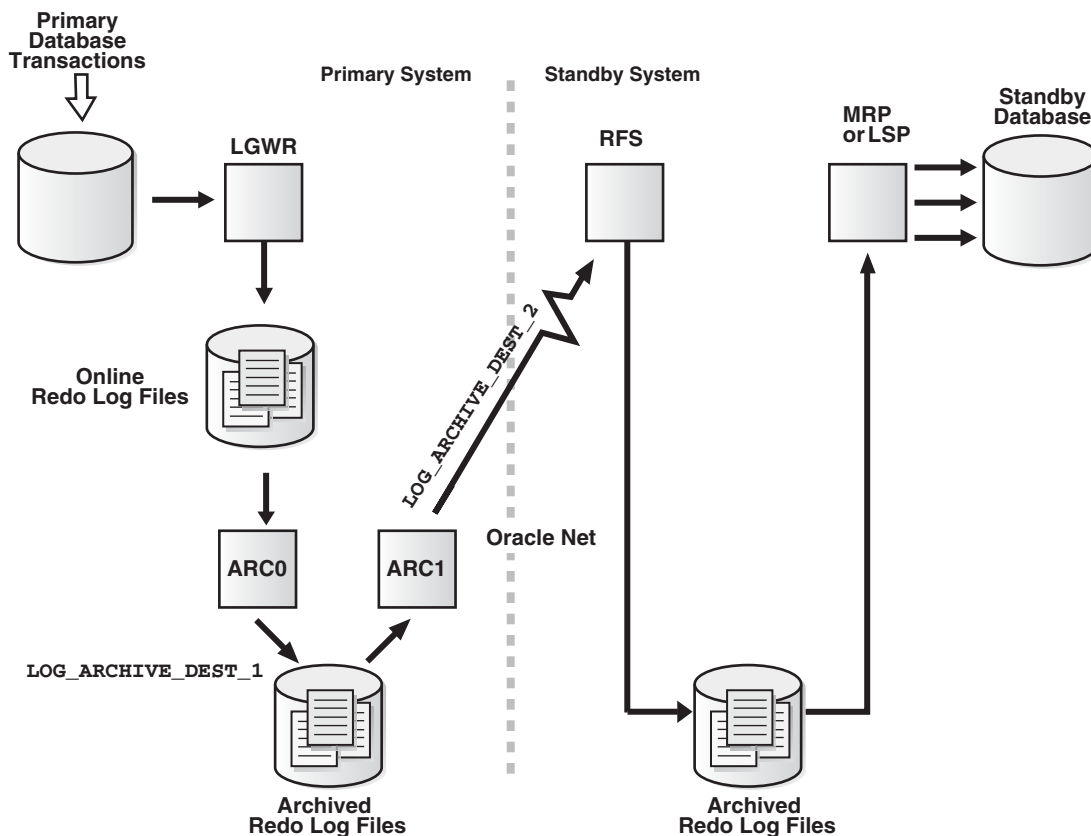 Primary
Database
Transactions
Primary System
Standby System
LGWR
RFS
MRP
or LSP
Standby
Database
Online
Redo Log Files
LOG_ARCHIVE_DEST_2
Oracle Net
ARC0
ARC1
LOG_ARCHIVE_DEST_1
Archived
Redo Log Files
Archived
Redo Log Files